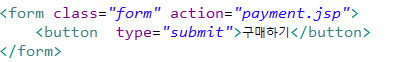 <form class="form" action="payment.jsp">
    <button  type="submit">구매하기</button>
</form>